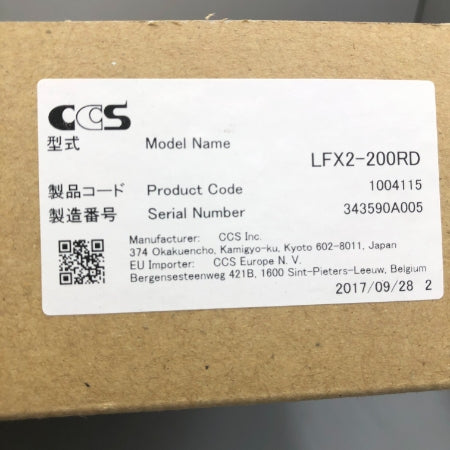 CCS
型式 Model Name LFX2-200RD
製品コード Product Code 1004115
製造番号 Serial Number 343590A005
Manufacturer: CCS Inc.
374 Okakuencho, Kamigyo-ku, Kyoto 602-8011, Japan
EU Importer: CCS Europe N. V.
Bergensesteenweg 421B, 1600 Sint-Pieters-Leeuw, Belgium
2017/09/28 2